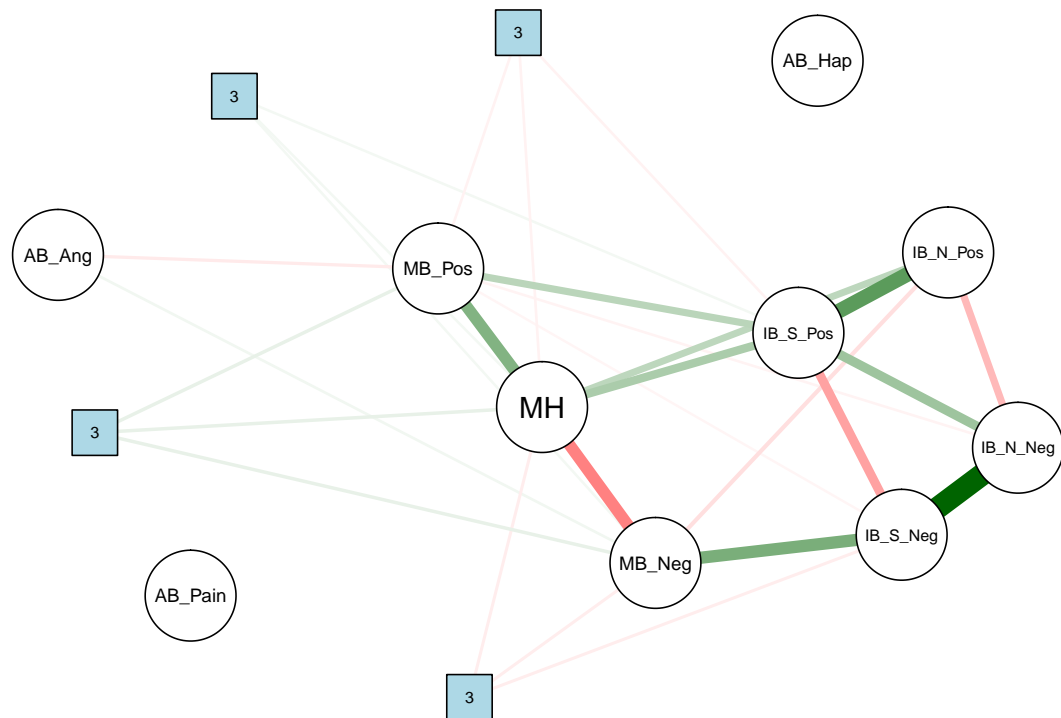 3
AB_Hap
3
AB_Ang
MB_Pos
IB_N_Pos
IB_S_Pos
MH
3
IB_N_Neg
IB_S_Neg
MB_Neg
AB_Pain
3